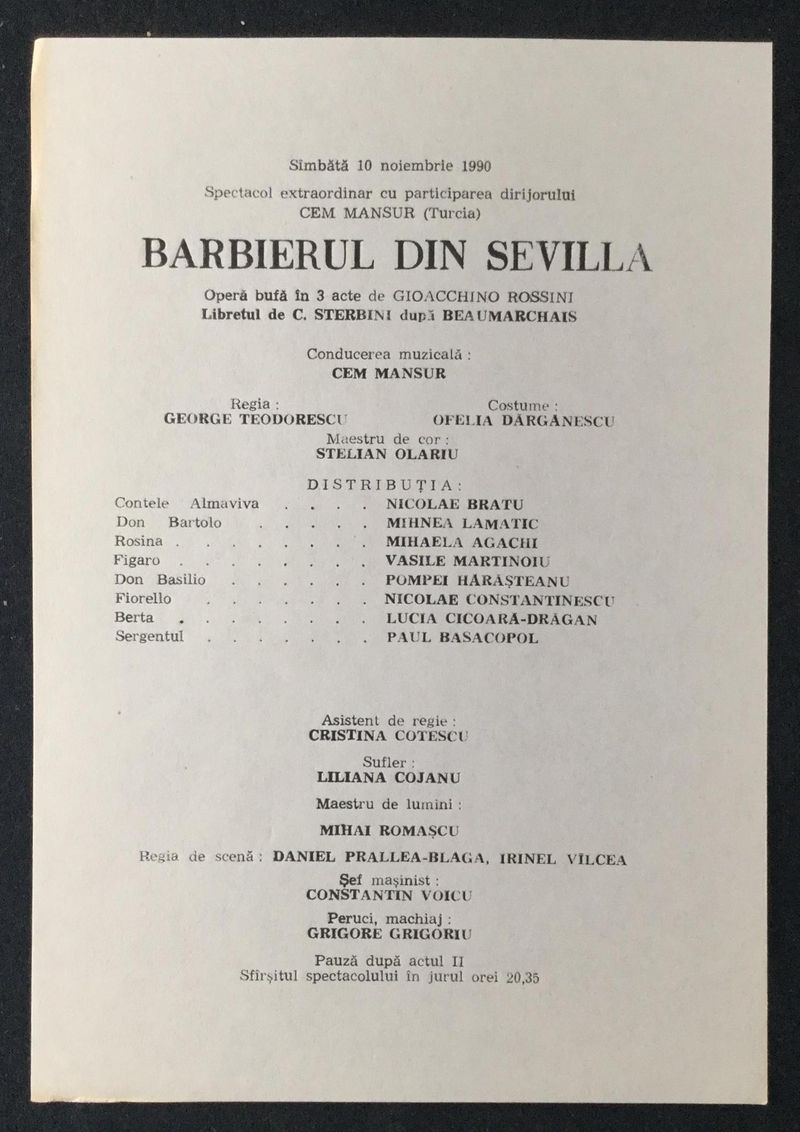 Sîmbătă 10 noiembrie 1990
Spectacol extraordinar cu participarea dirijorului
CEM MANSUR (Turcia)
BARBIERUL DIN SEVILLA
Operă bufă în 3 acte de GIOACCHINO ROSSINI
Libretul de C. STERBINI după BEAUMARCHAIS
Conducerea muzicală :
CEM MANSUR
Regia : Costume :
GEORGE TEODORESCU OFELIA DÂRGĂNESCU
Maestru de cor :
STELIAN OLARIU
DISTRIBUȚIA:
Contele Almaviva . . . . NICOLAE BRATU
Don Bartolo . . . . . MIHNEA LAMATIC
Rosina . . . . . . . . MIHAELA AGACHI
Figaro . . . . . . . . VASILE MARTINOIU
Don Basilio . . . . . . POMPEI HĂRĂȘTEANU
Fiorello . . . . . . . NICOLAE CONSTANTINESCU
Berta . . . . . . . . LUCIA CICOARĂ-DRĂGAN
Sergentul . . . . . . . PAUL BASACOPOL
Asistent de regie :
CRISTINA COTESCU
Sufler :
LILIANA COJANU
Maestru de lumini :
MIHAI ROMAȘCU
Regia de scenă : DANIEL PRALLEA-BLAGA, IRINEL VÎLCEA
Șef mașinist :
CONSTANTIN VOICU
Peruci, machiaj :
GRIGORE GRIGORIU
Pauză după actul II
Sfîrșitul spectacolului în jurul orei 20,35